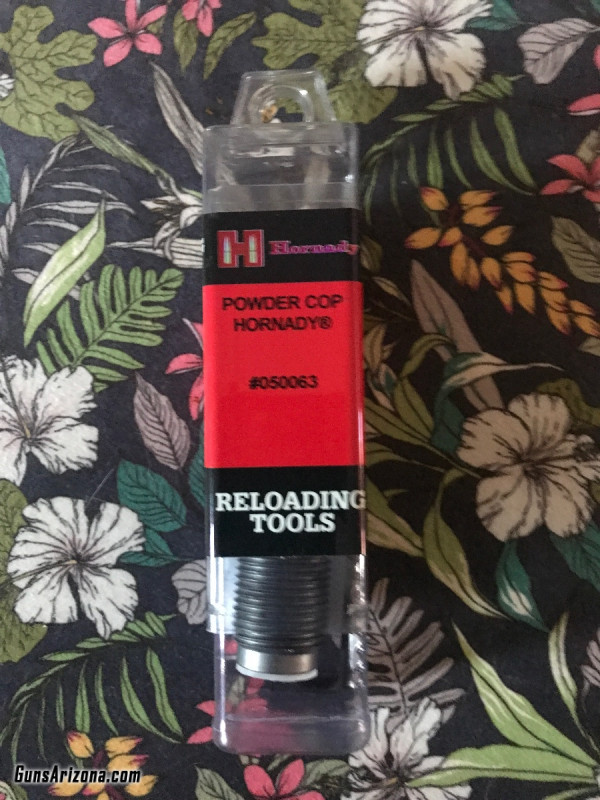 H Hornady
POWDER COP
HORNADY®
#050063
RELOADING
TOOLS
GunsArizona.com